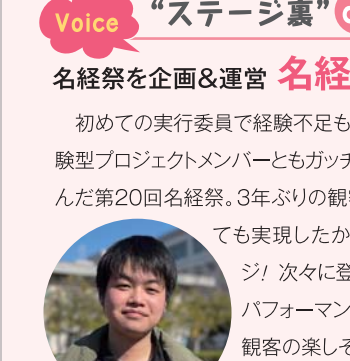 Voice
“ステージ裏”
名経祭を企画&運営 名経
初めての実行委員で経験不足も
験型プロジェクトメンバーともガッチ
んだ第20回名経祭。3年ぶりの観
ても実現したか
ジ! 次々に登
パフォーマン
観客の楽しそ